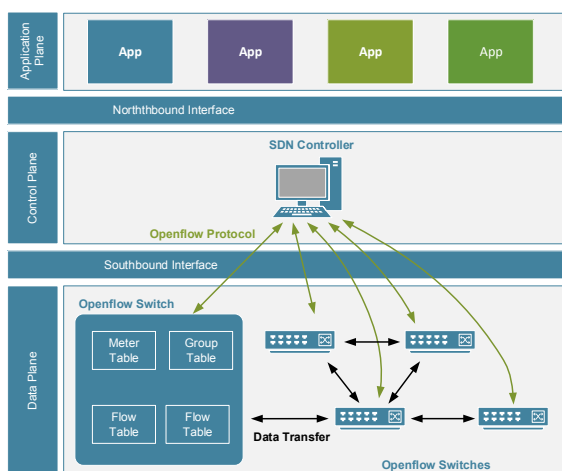 Application
Plane
App
App
App
App
Norththbound Interface
Control Plane
SDN Controller
Openflow Protocol
Southbound Interface
Data Plane
Openflow Switch
Meter
Table
Group
Table
Flow
Table
Flow
Table
Data Transfer
Openflow Switches